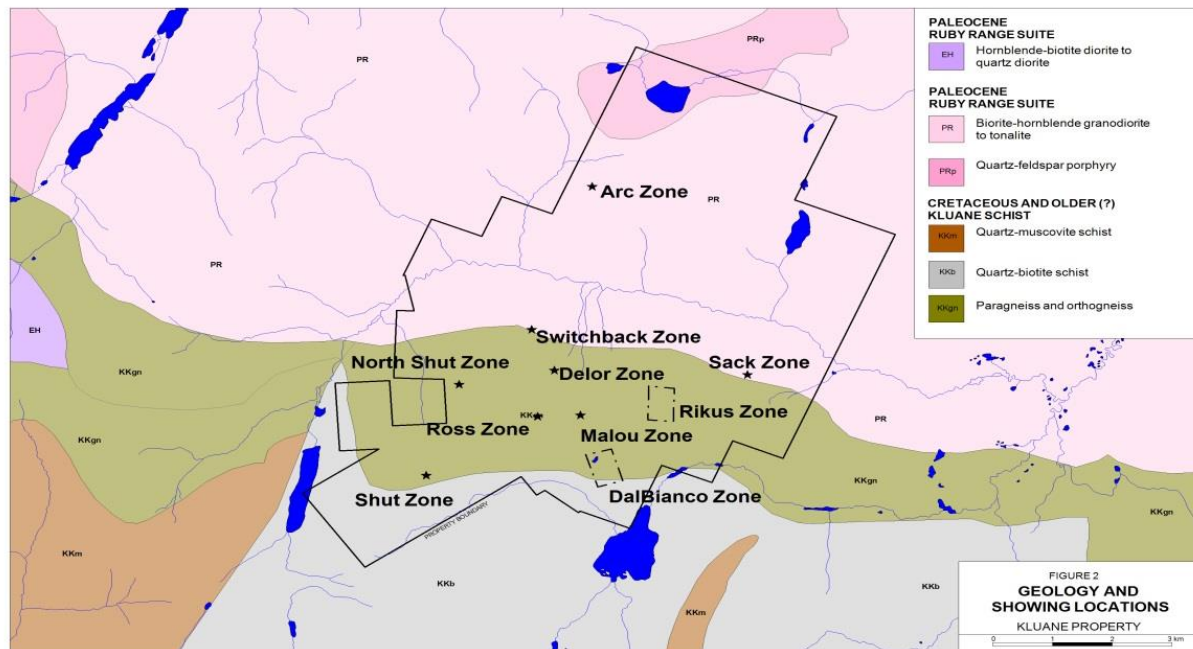 PRp
PR
PR
Arc Zone
PR
EH
KKgn
KKgn
Switchback Zone
North Shut Zone
Delor Zone
Sack Zone
Rikus Zone
Ross Zone
Malou Zone
PR
Shut Zone
DalBianco Zone
KKgn
KKgn
PROPERTY BOUNDARY
KKm
KKb
KKm
KKb
PALEOCENE
RUBY RANGE SUITE
EH Hornblende-biotite diorite to
quartz diorite
PALEOCENE
RUBY RANGE SUITE
PR Biorite-hornblende granodiorite
to tonalite
PRp Quartz-feldspar porphyry
CRETACEOUS AND OLDER (?)
KLUANE SCHIST
KKm Quartz-muscovite schist
KKb Quartz-biotite schist
KKgn Paragneiss and orthogneiss
FIGURE 2
GEOLOGY AND
SHOWING LOCATIONS
KLUANE PROPERTY
0 1 2 3 km